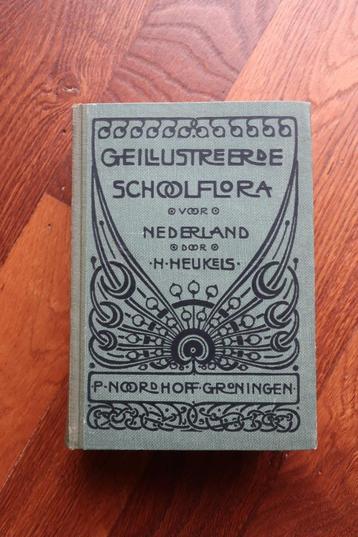 GEILLUSTREERDE
SCHOOLFLORA
VOOR
NEDERLAND
DOOR
·H·HEUKELS·
P·NOORDHOFF·GRONINGEN·